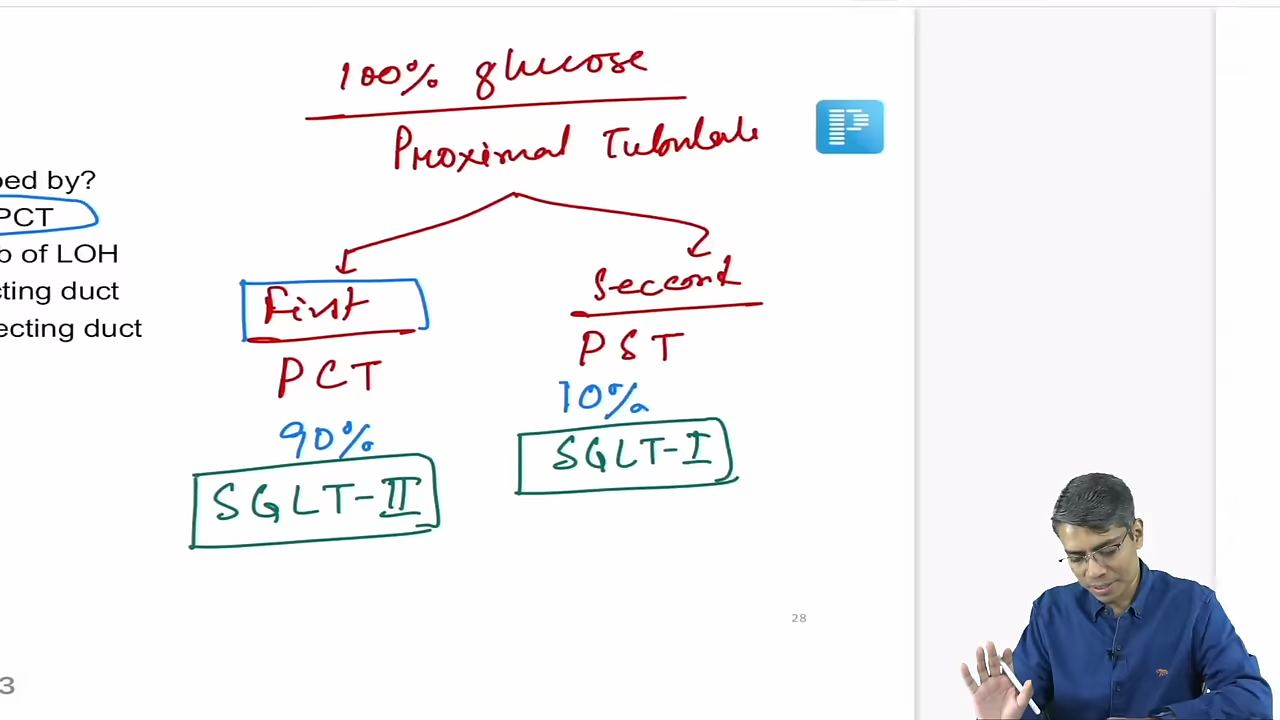 100% glucose
Proximal Tubule
ped by?
PCT
b of LOH
cting duct
ecting duct
First
Second
PCT
PST
90%
10%
SGLT-II
SGLT-I
28
3
P